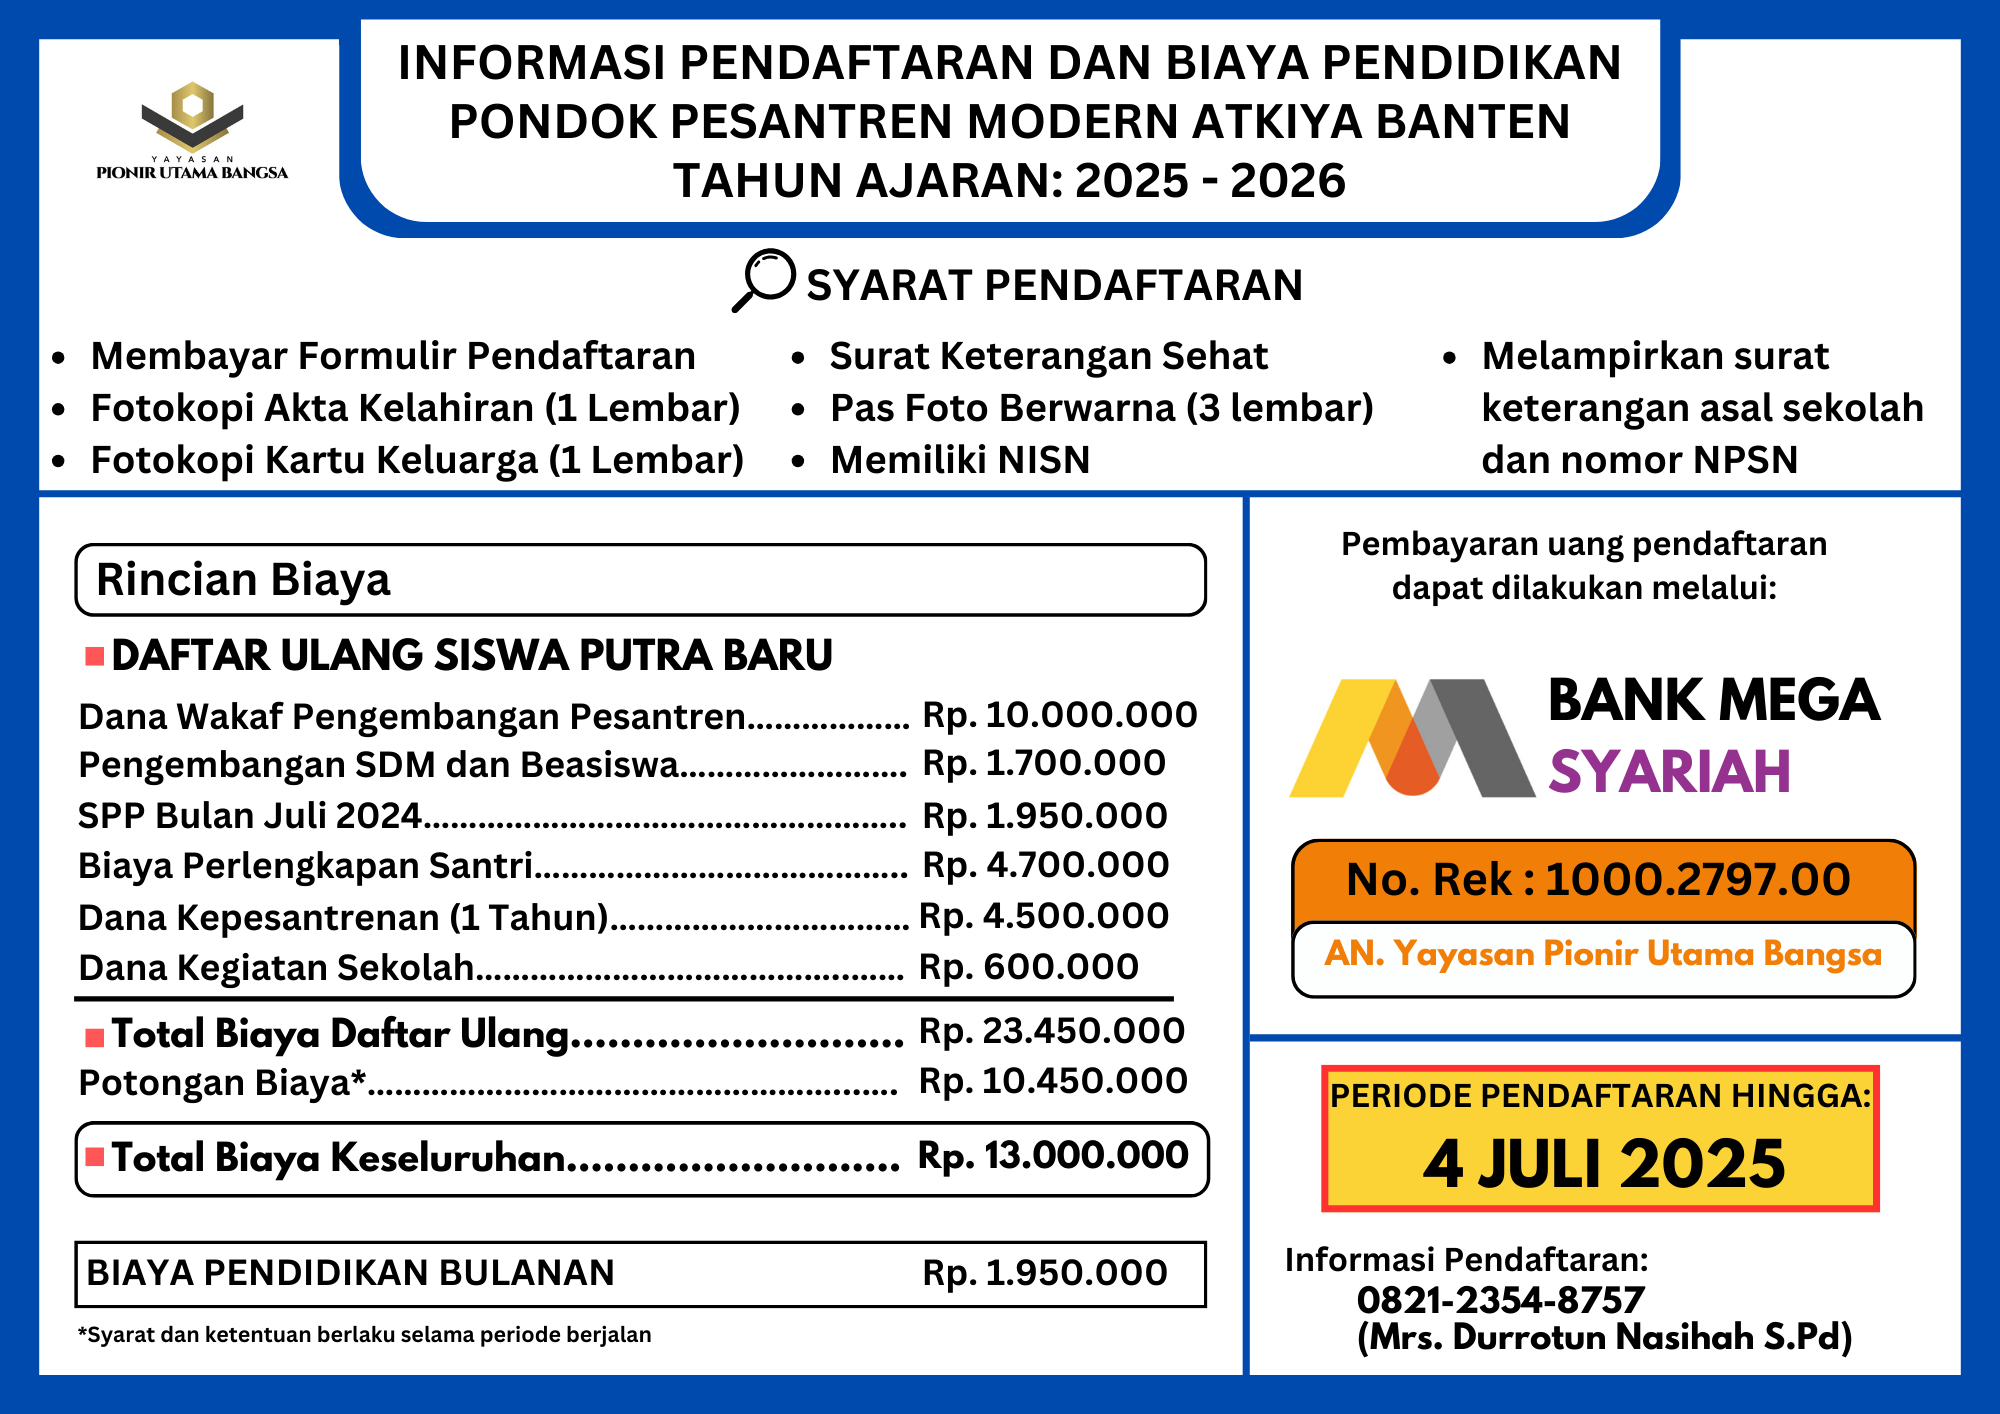 YAYASAN
PIONIR UTAMA BANGSA
INFORMASI PENDAFTARAN DAN BIAYA PENDIDIKAN
PONDOK PESANTREN MODERN ATKIYA BANTEN
TAHUN AJARAN: 2025 - 2026
SYARAT PENDAFTARAN
• Membayar Formulir Pendaftaran
• Fotokopi Akta Kelahiran (1 Lembar)
• Fotokopi Kartu Keluarga (1 Lembar)
• Surat Keterangan Sehat
• Pas Foto Berwarna (3 lembar)
• Memiliki NISN
• Melampirkan surat
keterangan asal sekolah
dan nomor NPSN
Rincian Biaya
DAFTAR ULANG SISWA PUTRA BARU
Dana Wakaf Pengembangan Pesantren.................. Rp. 10.000.000
Pengembangan SDM dan Beasiswa......................... Rp. 1.700.000
SPP Bulan Juli 2024..................................................... Rp. 1.950.000
Biaya Perlengkapan Santri......................................... Rp. 4.700.000
Dana Kepesantrenan (1 Tahun)................................. Rp. 4.500.000
Dana Kegiatan Sekolah............................................... Rp. 600.000
Total Biaya Daftar Ulang........................... Rp. 23.450.000
Potongan Biaya*.......................................................... Rp. 10.450.000
Total Biaya Keseluruhan........................... Rp. 13.000.000
BIAYA PENDIDIKAN BULANAN Rp. 1.950.000
*Syarat dan ketentuan berlaku selama periode berjalan
Pembayaran uang pendaftaran
dapat dilakukan melalui:
BANK MEGA
SYARIAH
No. Rek : 1000.2797.00
AN. Yayasan Pionir Utama Bangsa
PERIODE PENDAFTARAN HINGGA:
4 JULI 2025
Informasi Pendaftaran:
0821-2354-8757
(Mrs. Durrotun Nasihah S.Pd)